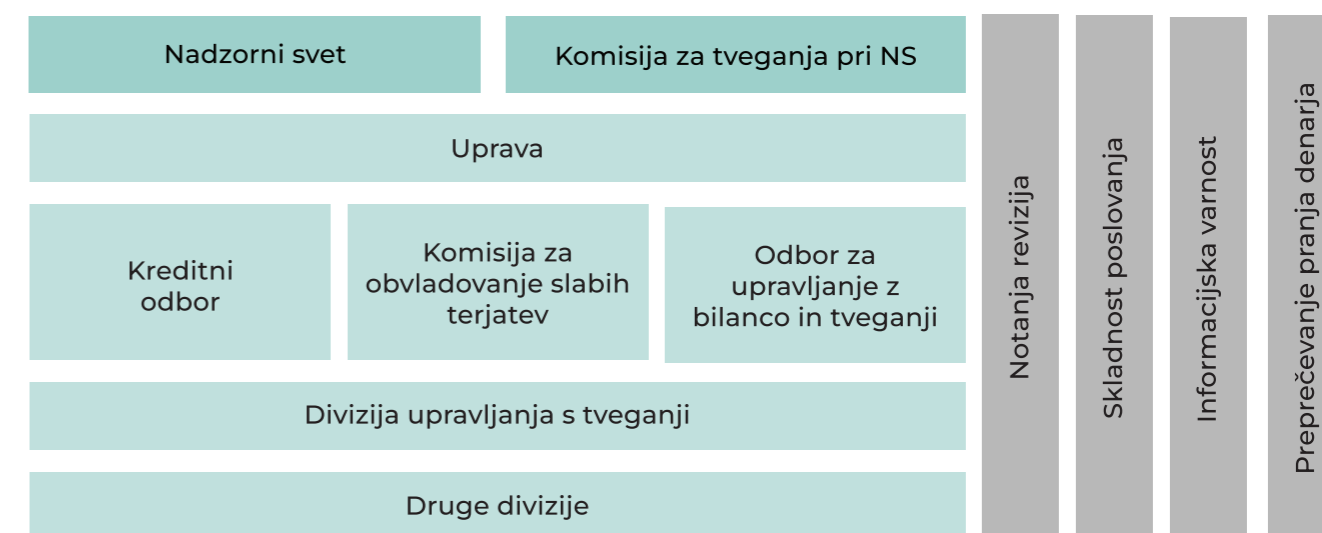 Nadzorni svet
Komisija za tveganja pri NS
Uprava
Kreditni
odbor
Komisija za
obvladovanje slabih
terjatev
Odbor za
upravljanje z
bilanco in tveganji
Divizija upravljanja s tveganji
Druge divizije
Notanja revizija
Skladnost poslovanja
Informacijska varnost
Preprečevanje pranja denarja